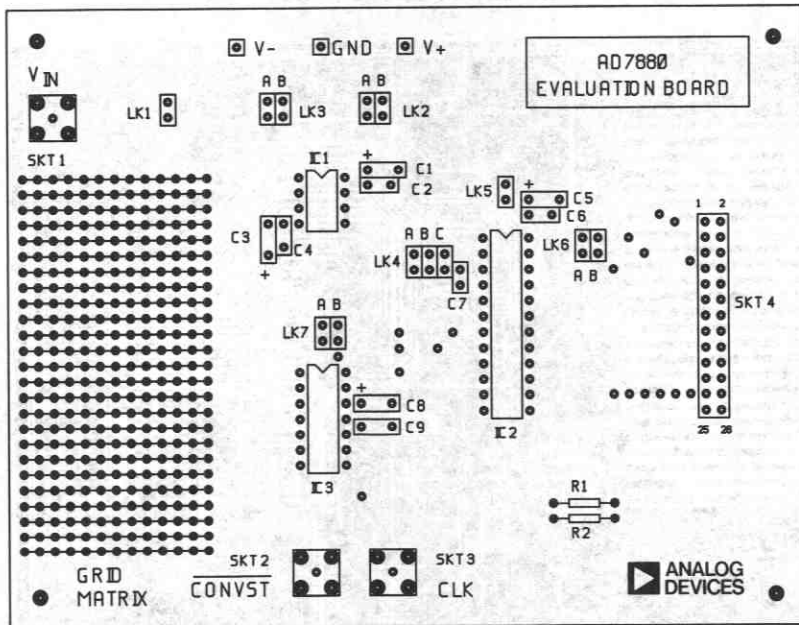 V- GND V+
AD7880
EVALUATION BOARD
VIN
SKT1
LK1
A B
LK3
A B
LK2
IC1
+
C1
C2
LK5
+
C5
C6
C3
C4
+
A B C
LK4
C7
LK6
A B
1 2
SKT4
25 26
A B
LK7
IC2
+
C8
C9
IC3
R1
R2
SKT2
CONVST
SKT3
CLK
GRID
MATRIX
ANALOG
DEVICES